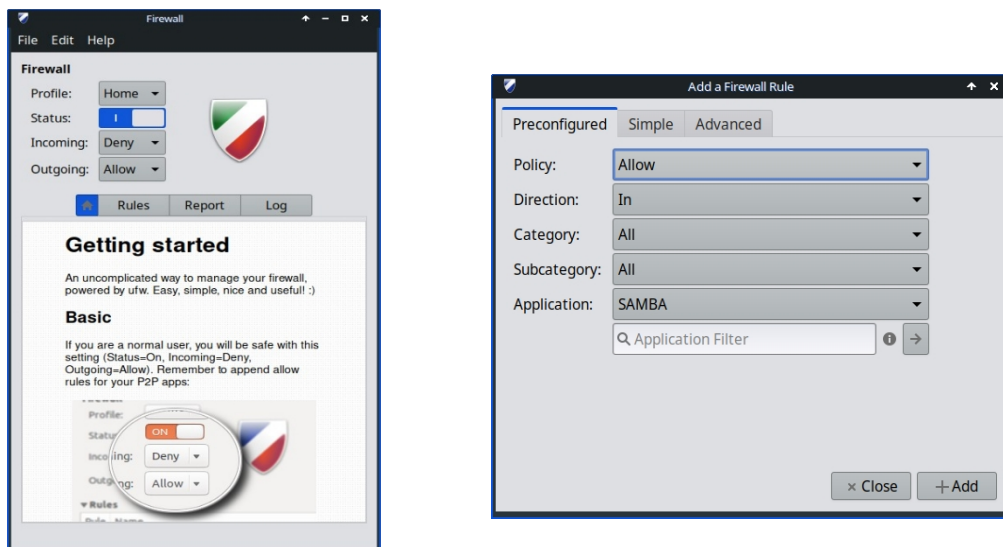 Firewall
File Edit Help
Firewall
Profile: Home
Status:
Incoming: Deny
Outgoing: Allow
Rules Report Log
Getting started
An uncomplicated way to manage your firewall,
powered by ufw. Easy, simple, nice and useful! :)
Basic
If you are a normal user, you will be safe with this
setting (Status=On, Incoming=Deny,
Outgoing=Allow). Remember to append allow
rules for your P2P apps:
Profile:
ON
ing: Deny
ng: Allow
Rules
Add a Firewall Rule
Preconfigured Simple Advanced
Policy: Allow
Direction: In
Category: All
Subcategory: All
Application: SAMBA
Application Filter
Close Add